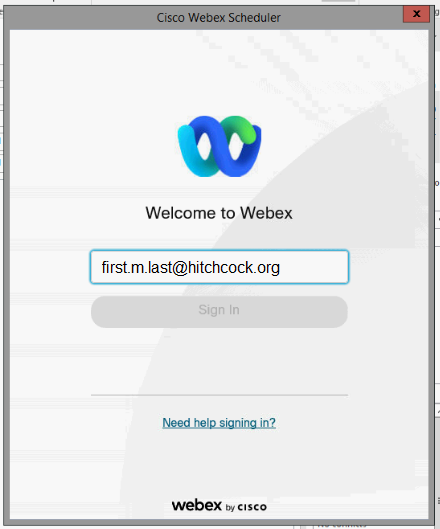 Cisco Webex Scheduler
x
Welcome to Webex
first.m.last@hitchcock.org
Sign In
Need help signing in?
webex by CISCO